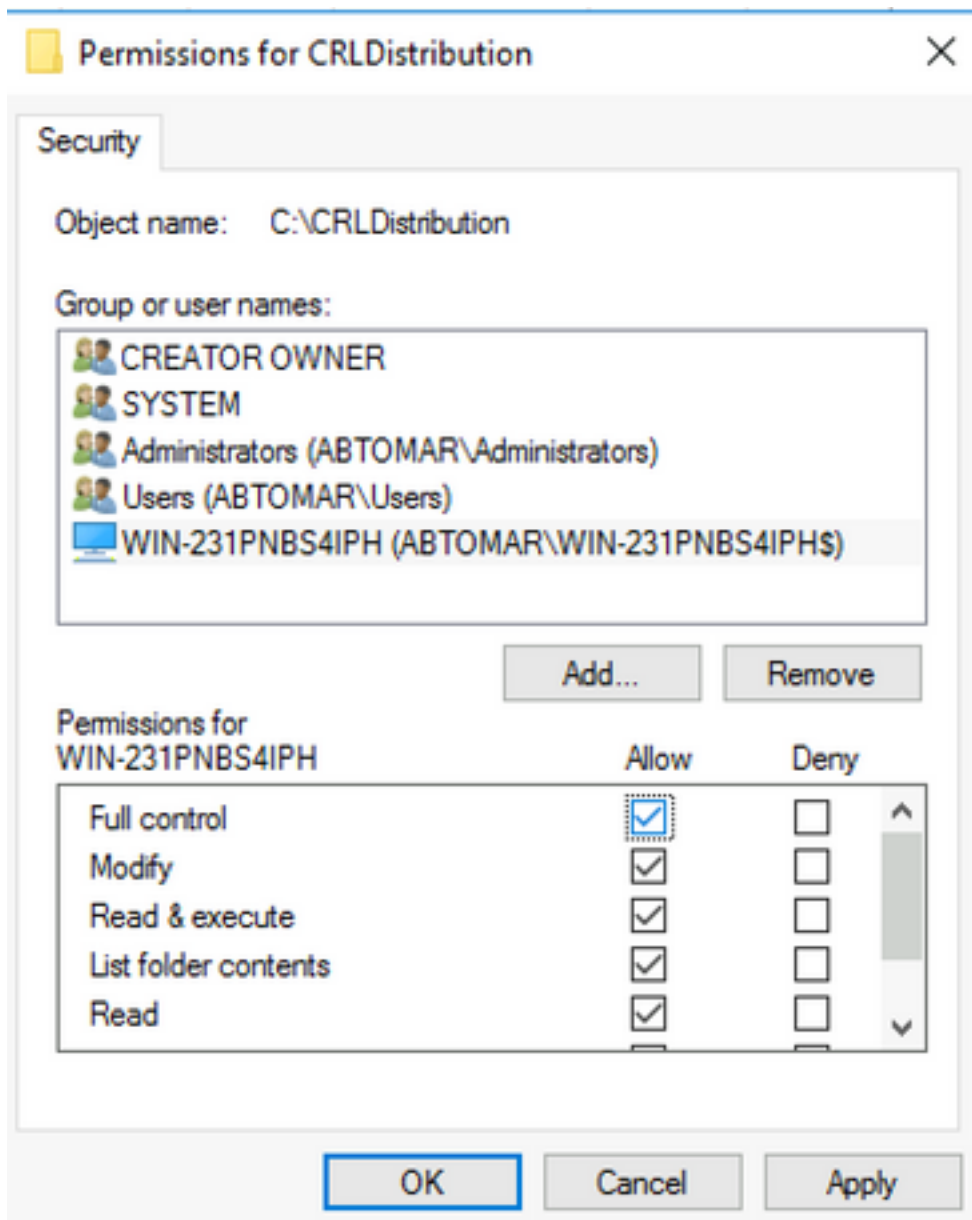 Permissions for CRLDistribution
Security
Object name: C:\CRLDistribution
Group or user names:
CREATOR OWNER
SYSTEM
Administrators (ABTOMAR\Administrators)
Users (ABTOMAR\Users)
WIN-231PNBS4IPH (ABTOMAR\WIN-231PNBS4IPH$)
Add... Remove
Permissions for
WIN-231PNBS4IPH Allow Deny
Full control
Modify
Read & execute
List folder contents
Read
OK Cancel Apply